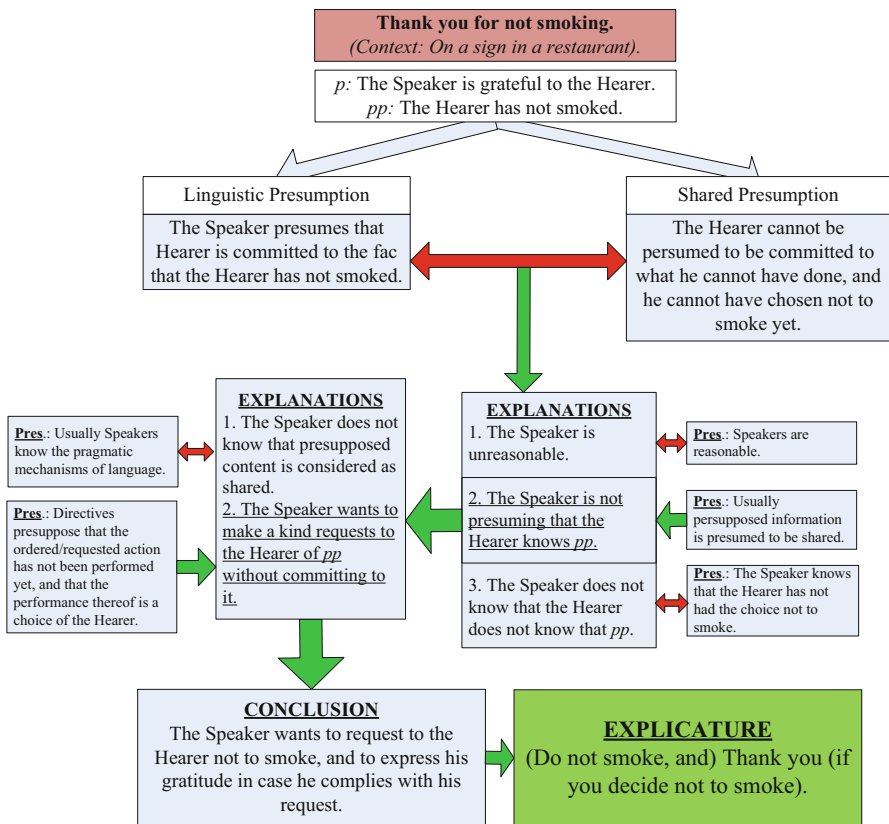 Thank you for not smoking.
(Context: On a sign in a restaurant).
p: The Speaker is grateful to the Hearer.
pp: The Hearer has not smoked.
Linguistic Presumption
The Speaker presumes that
Hearer is committed to the fac
that the Hearer has not smoked.
Shared Presumption
The Hearer cannot be
persumed to be committed to
what he cannot have done, and
he cannot have chosen not to
smoke yet.
EXPLANATIONS
1. The Speaker is
unreasonable.
2. The Speaker is not
presuming that the
Hearer knows pp.
3. The Speaker does not
know that the Hearer
does not know that pp.
Pres.: Speakers are
reasonable.
Pres.: Usually
persupposed information
is presumed to be shared.
Pres.: The Speaker knows
that the Hearer has not
had the choice not to
smoke.
EXPLANATIONS
1. The Speaker does not
know that presupposed
content is considered as
shared.
2. The Speaker wants to
make a kind requests to
the Hearer of pp
without committing to
it.
Pres.: Usually Speakers
know the pragmatic
mechanisms of language.
Pres.: Directives
presuppose that the
ordered/requested action
has not been performed
yet, and that the
performance thereof is a
choice of the Hearer.
CONCLUSION
The Speaker wants to request to the
Hearer not to smoke, and to express his
gratitude in case he complies with his
request.
EXPLICATURE
(Do not smoke, and) Thank you (if
you decide not to smoke).